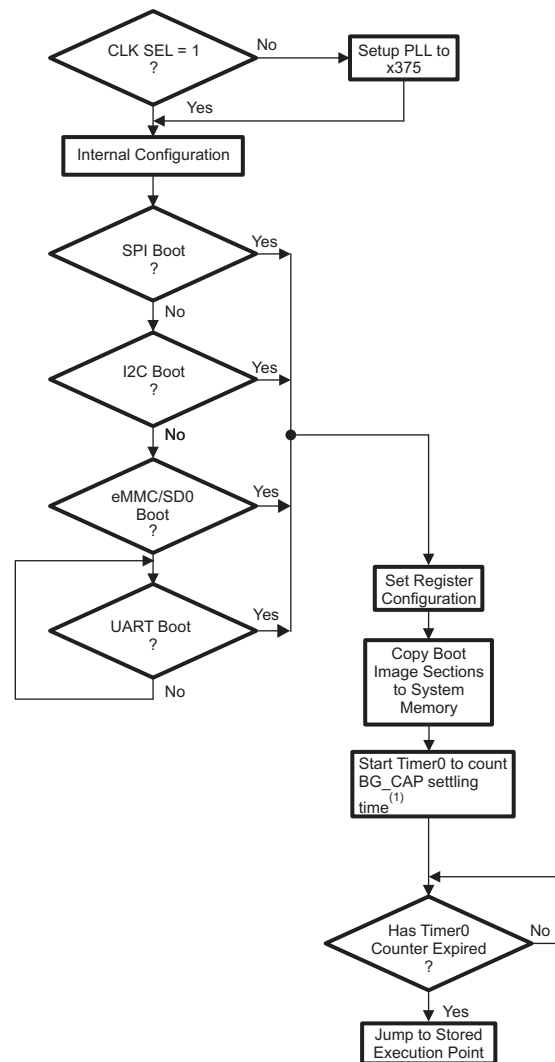 CLK SEL = 1
?
No
Setup PLL to
x375
Yes
Internal Configuration
SPI Boot
?
Yes
No
I2C Boot
?
Yes
No
eMMC/SD0
Boot
?
Yes
UART Boot
?
Yes
No
Set Register
Configuration
Copy Boot
Image Sections
to System
Memory
Start Timer0 to count
BG_CAP settling
time(1)
Has Timer0
Counter Expired
?
No
Yes
Jump to Stored
Execution Point